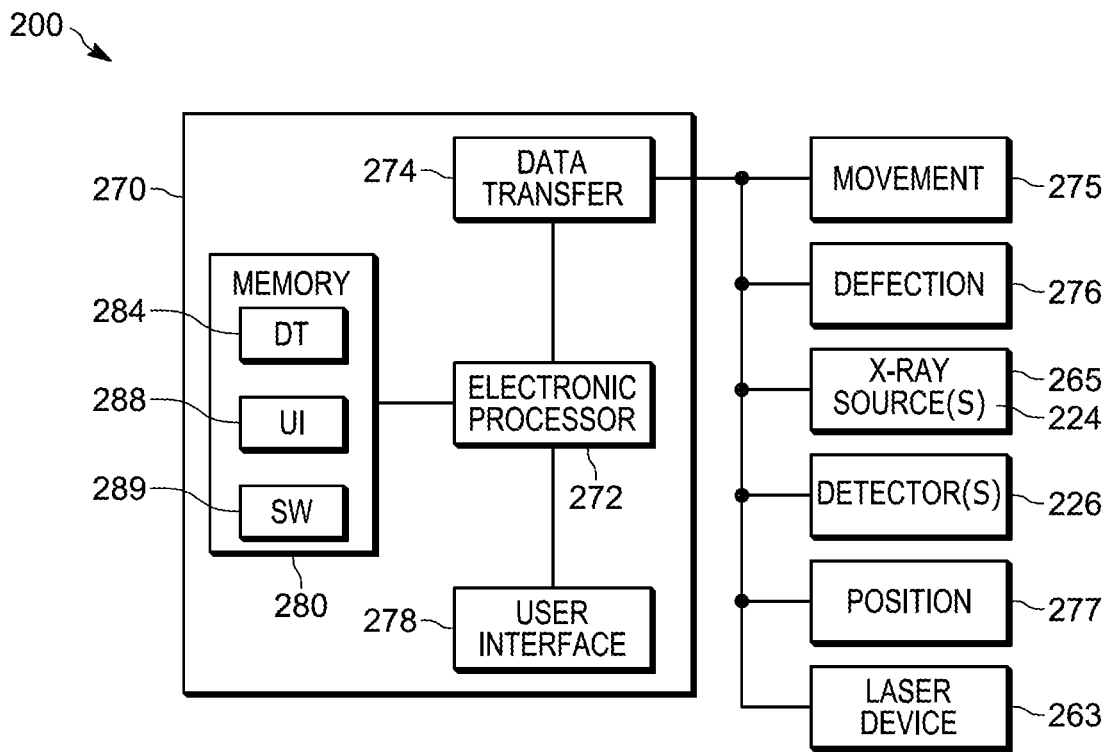 200
270
274
DATA
TRANSFER
MEMORY
284
DT
288
UI
289
SW
280
ELECTRONIC
PROCESSOR
272
278
USER
INTERFACE
MOVEMENT
275
DEFECTION
276
X-RAY
SOURCE(S)
265
224
DETECTOR(S)
226
POSITION
277
LASER
DEVICE
263